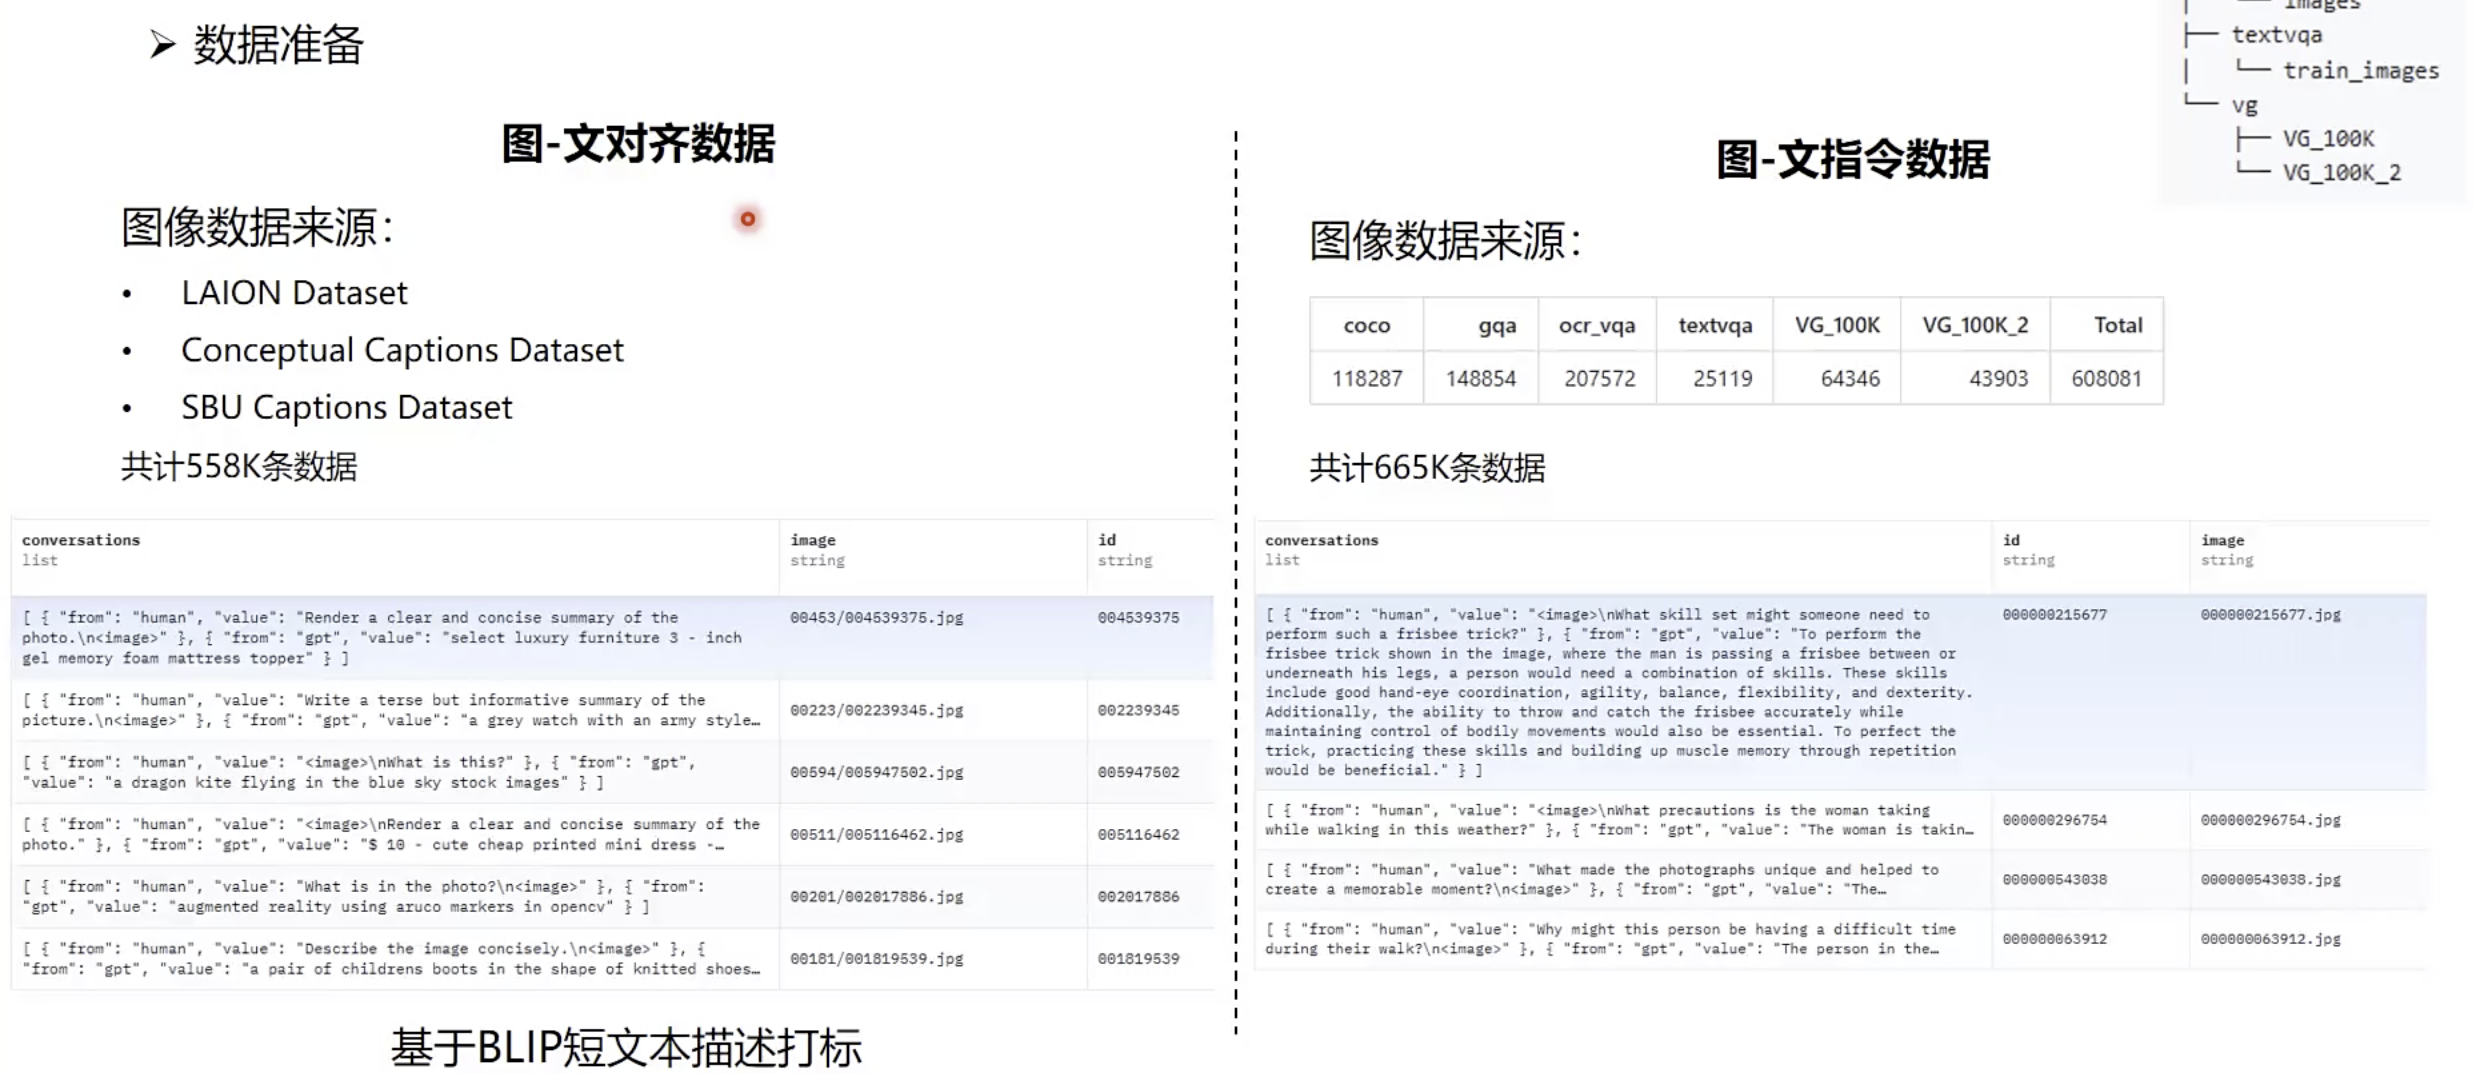 ➢ 数据准备
图-文对齐数据
图像数据来源：
• LAION Dataset
• Conceptual Captions Dataset
• SBU Captions Dataset
共计558K条数据
conversations image id
list string string
[ { "from": "human", "value": "Render a clear and concise summary of the
photo.\n<image>" }, { "from": "gpt", "value": "select luxury furniture 3 - inch
gel memory foam mattress topper" } ]
00453/004539375.jpg
004539375
[ { "from": "human", "value": "Write a terse but informative summary of the
picture.\n<image>" }, { "from": "gpt", "value": "a grey watch with an army style…
00223/002239345.jpg
002239345
[ { "from": "human", "value": "<image>\nWhat is this?" }, { "from": "gpt",
"value": "a dragon kite flying in the blue sky stock images" } ]
00594/005947502.jpg
005947502
[ { "from": "human", "value": "<image>\nRender a clear and concise summary of the
photo." }, { "from": "gpt", "value": "$ 10 - cute cheap printed mini dress -…
00511/005116462.jpg
005116462
[ { "from": "human", "value": "What is in the photo?\n<image>" }, { "from":
"gpt", "value": "augmented reality using aruco markers in opencv" } ]
00201/002017886.jpg
002017886
[ { "from": "human", "value": "Describe the image concisely.\n<image>" }, {
"from": "gpt", "value": "a pair of childrens boots in the shape of knitted shoes…
00181/001819539.jpg
001819539
基于BLIP短文本描述打标
images
textvqa
train_images
vg
VG_100K
VG_100K_2
图-文指令数据
图像数据来源：
coco gqa ocr_vqa textvqa VG_100K VG_100K_2 Total
118287 148854 207572 25119 64346 43903 608081
共计665K条数据
conversations id image
list string string
[ { "from": "human", "value": "<image>\nWhat skill set might someone need to
perform such a frisbee trick?" }, { "from": "gpt", "value": "To perform the
frisbee trick shown in the image, where the man is passing a frisbee between or
underneath his legs, a person would need a combination of skills. These skills
include good hand-eye coordination, agility, balance, flexibility, and dexterity.
Additionally, the ability to throw and catch the frisbee accurately while
maintaining control of bodily movements would also be essential. To perfect the
trick, practicing these skills and building up muscle memory through repetition
would be beneficial." } ]
000000215677
000000215677.jpg
[ { "from": "human", "value": "<image>\nWhat precautions is the woman taking
while walking in this weather?" }, { "from": "gpt", "value": "The woman is takin…
000000296754
000000296754.jpg
[ { "from": "human", "value": "What made the photographs unique and helped to
create a memorable moment?\n<image>" }, { "from": "gpt", "value": "The…
000000543038
000000543038.jpg
[ { "from": "human", "value": "Why might this person be having a difficult time
during their walk?\n<image>" }, { "from": "gpt", "value": "The person in the…
000000063912
000000063912.jpg